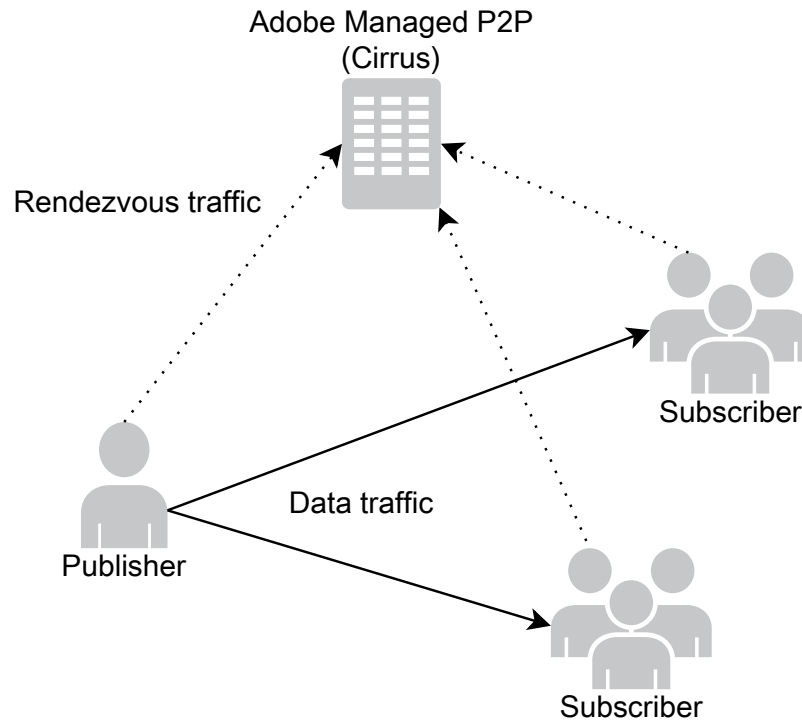 Adobe Managed P2P
(Cirrus)
Rendezvous traffic
Subscriber
Data traffic
Publisher
Subscriber